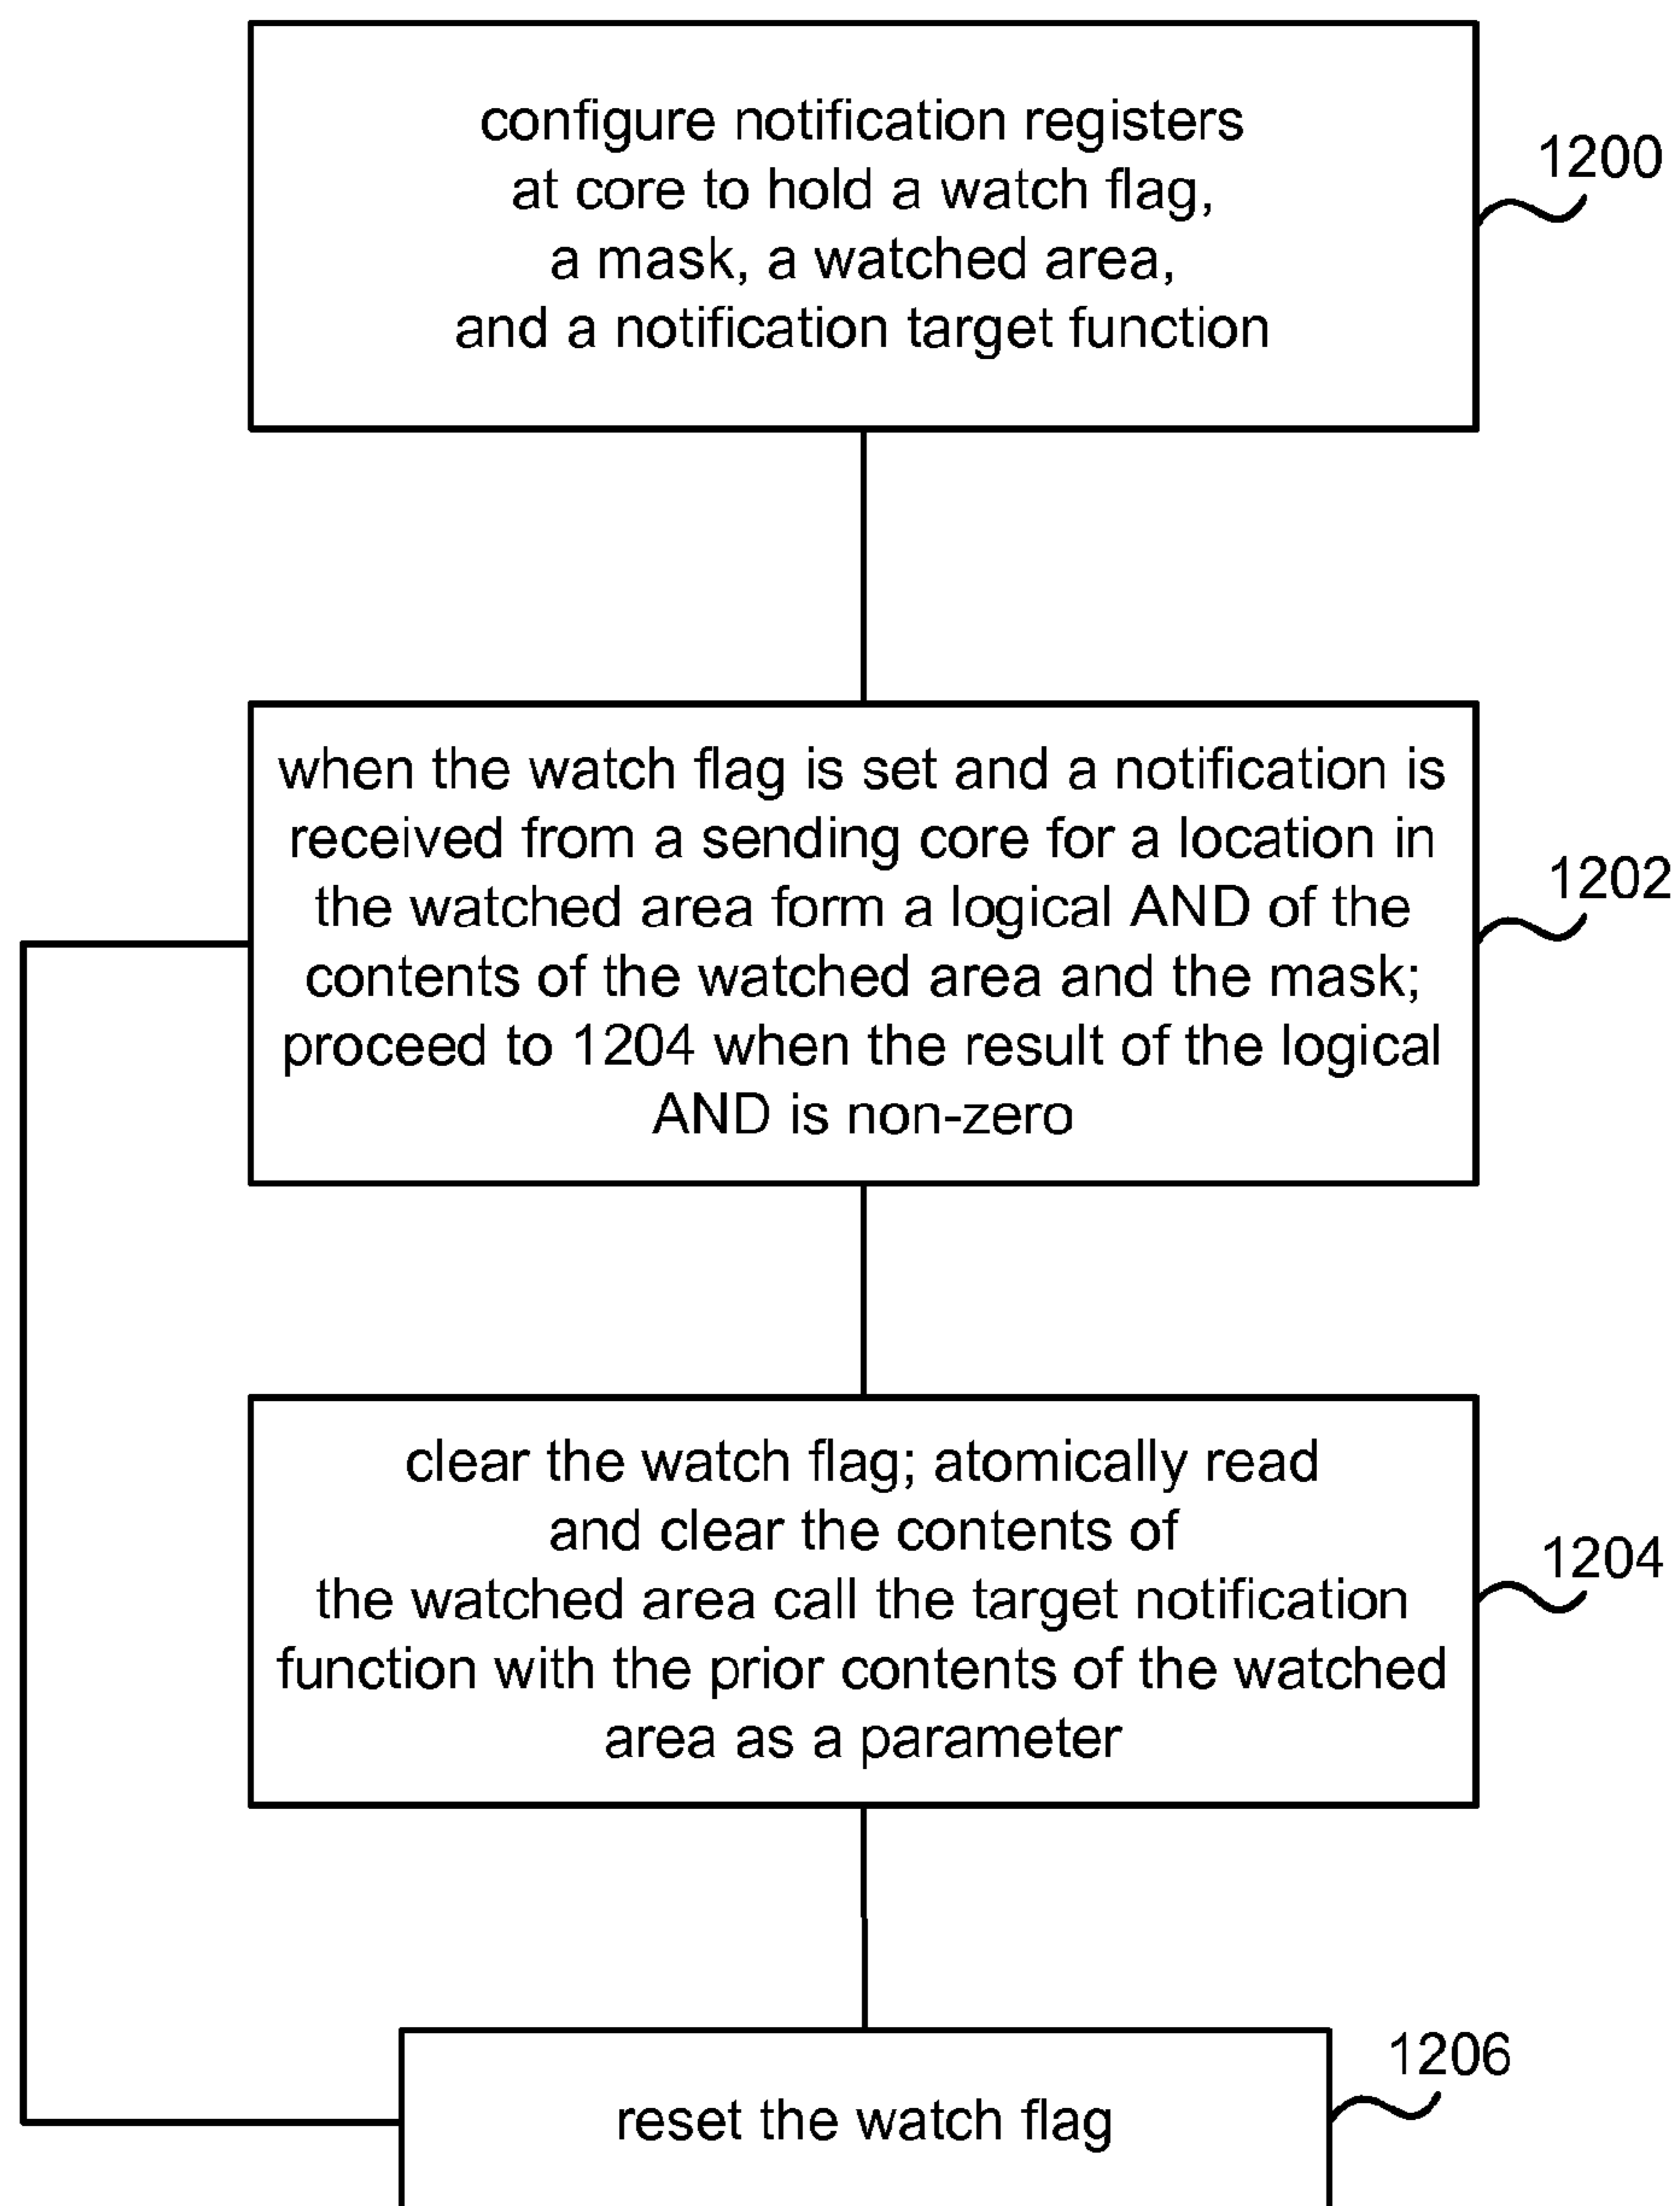 configure notification registers
at core to hold a watch flag,
a mask, a watched area,
and a notification target function
1200
when the watch flag is set and a notification is
received from a sending core for a location in
the watched area form a logical AND of the
contents of the watched area and the mask;
proceed to 1204 when the result of the logical
AND is non-zero
1202
clear the watch flag; atomically read
and clear the contents of
the watched area call the target notification
function with the prior contents of the watched
area as a parameter
1204
reset the watch flag
1206